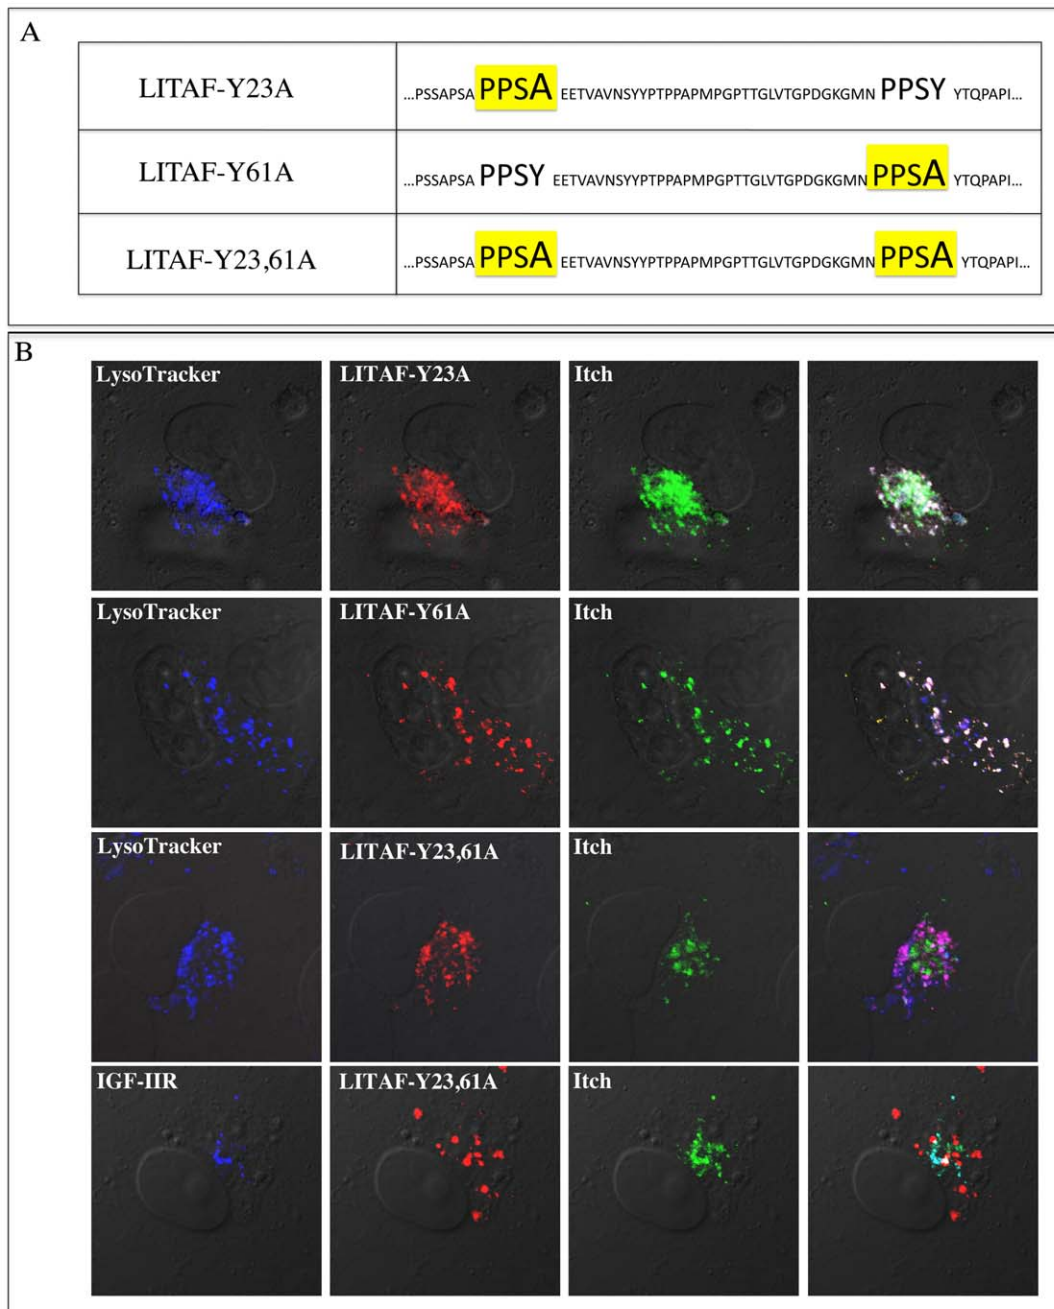 A
LITAF-Y23A
...PSSAPSA PPSA EETVAVNSYYPTPPAPMPGPTTGLVTGPDGKGMN PPSY YTQPAPI...
LITAF-Y61A
...PSSAPSA PPSY EETVAVNSYYPTPPAPMPGPTTGLVTGPDGKGMN PPSA YTQPAPI...
LITAF-Y23,61A
...PSSAPSA PPSA EETVAVNSYYPTPPAPMPGPTTGLVTGPDGKGMN PPSA YTQPAPI...
B
LysoTracker LITAF-Y23A Itch
LysoTracker LITAF-Y61A Itch
LysoTracker LITAF-Y23,61A Itch
IGF-IIR LITAF-Y23,61A Itch